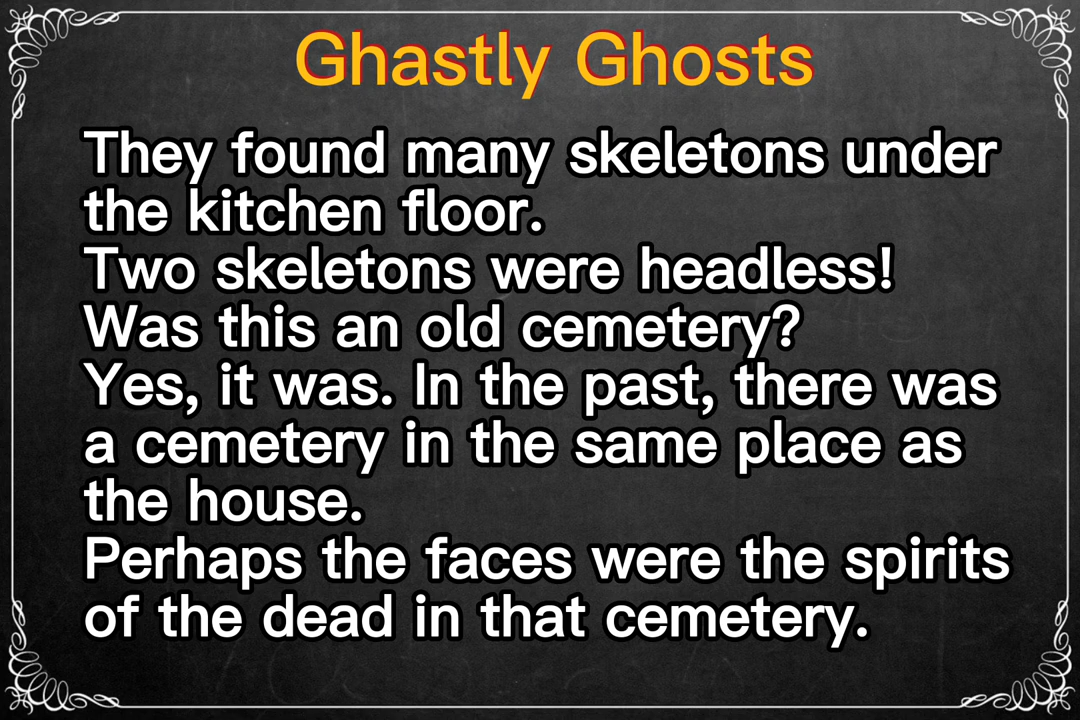 Ghastly Ghosts
They found many skeletons under
the kitchen floor.
Two skeletons were headless!
Was this an old cemetery?
Yes, it was. In the past, there was
a cemetery in the same place as
the house.
Perhaps the faces were the spirits
of the dead in that cemetery.